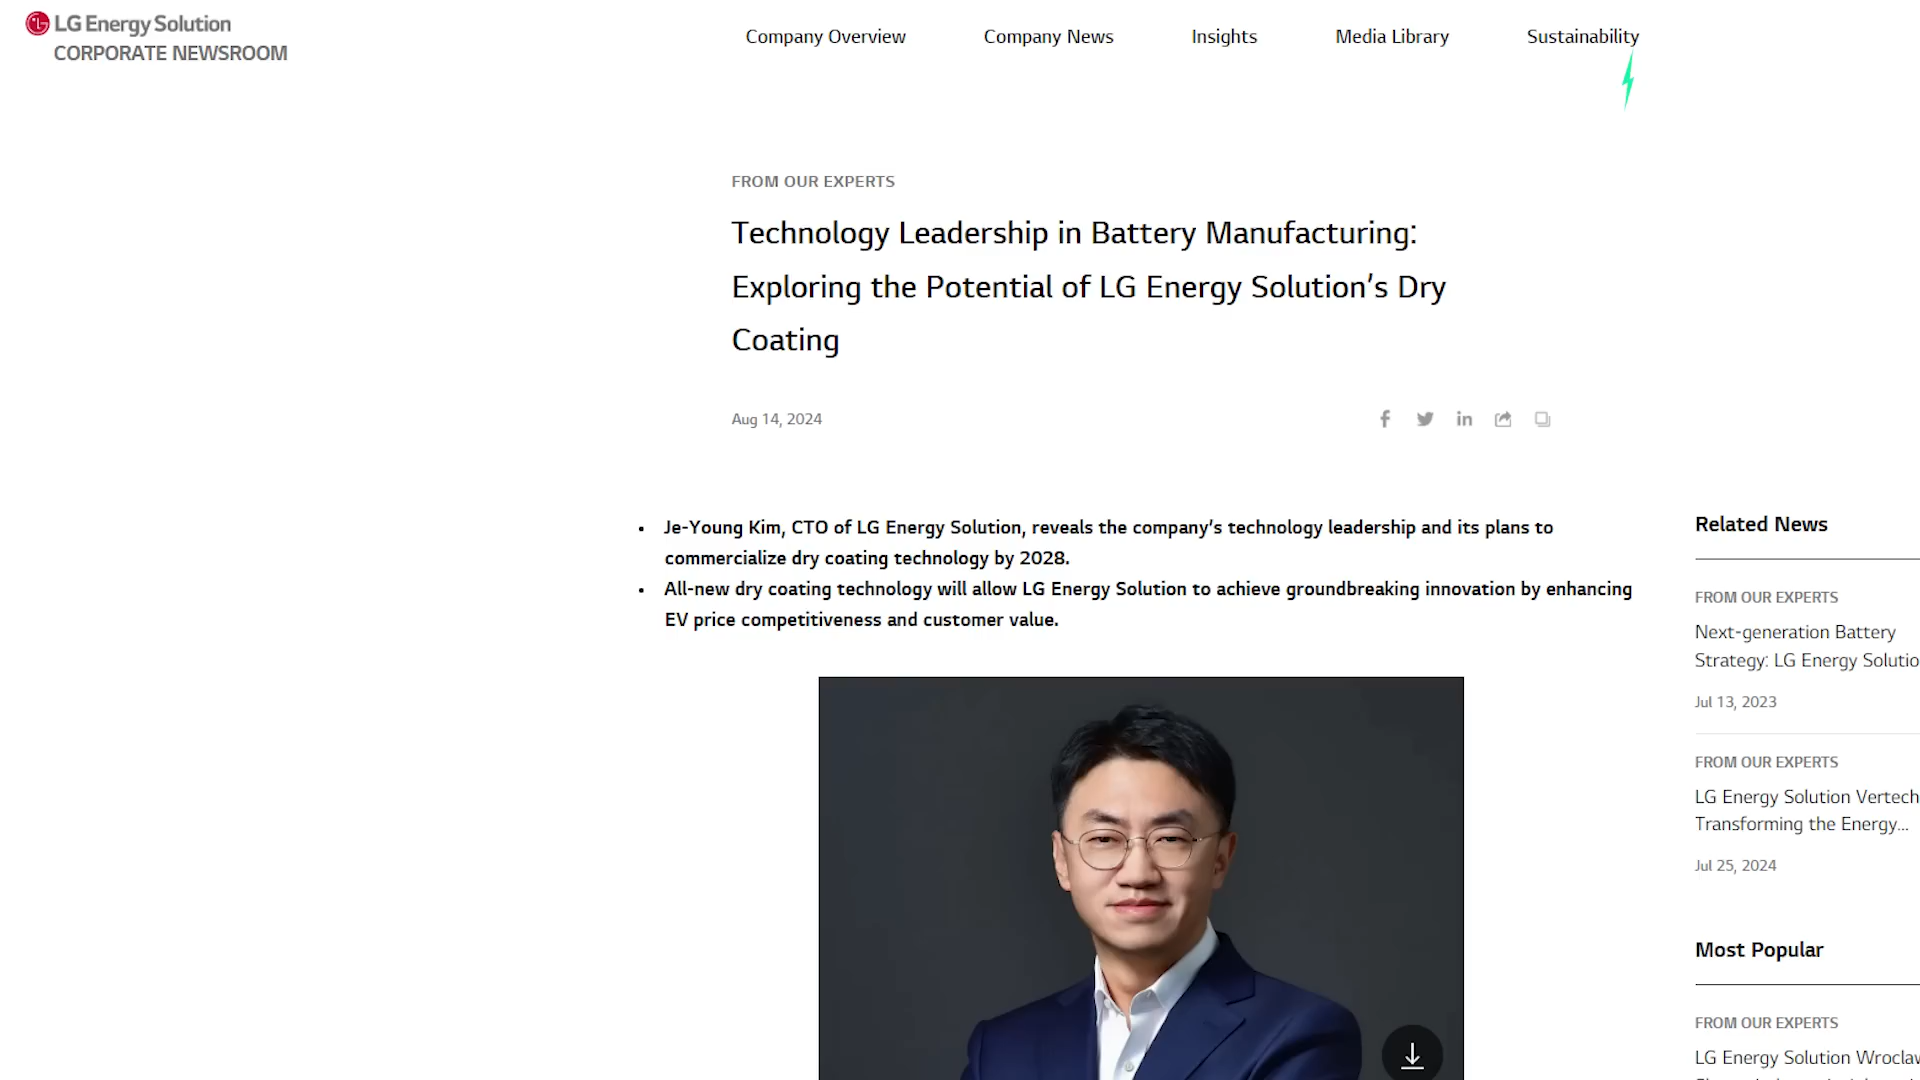 LG Energy Solution
CORPORATE NEWSROOM
Company Overview
Company News
Insights
Media Library
Sustainability
FROM OUR EXPERTS
Technology Leadership in Battery Manufacturing:
Exploring the Potential of LG Energy Solution’s Dry
Coating
Aug 14, 2024
• Je-Young Kim, CTO of LG Energy Solution, reveals the company’s technology leadership and its plans to
commercialize dry coating technology by 2028.
• All-new dry coating technology will allow LG Energy Solution to achieve groundbreaking innovation by enhancing
EV price competitiveness and customer value.
Related News
FROM OUR EXPERTS
Next-generation Battery
Strategy: LG Energy Solutio
Jul 13, 2023
FROM OUR EXPERTS
LG Energy Solution Vertech
Transforming the Energy...
Jul 25, 2024
Most Popular
FROM OUR EXPERTS
LG Energy Solution Wrocław